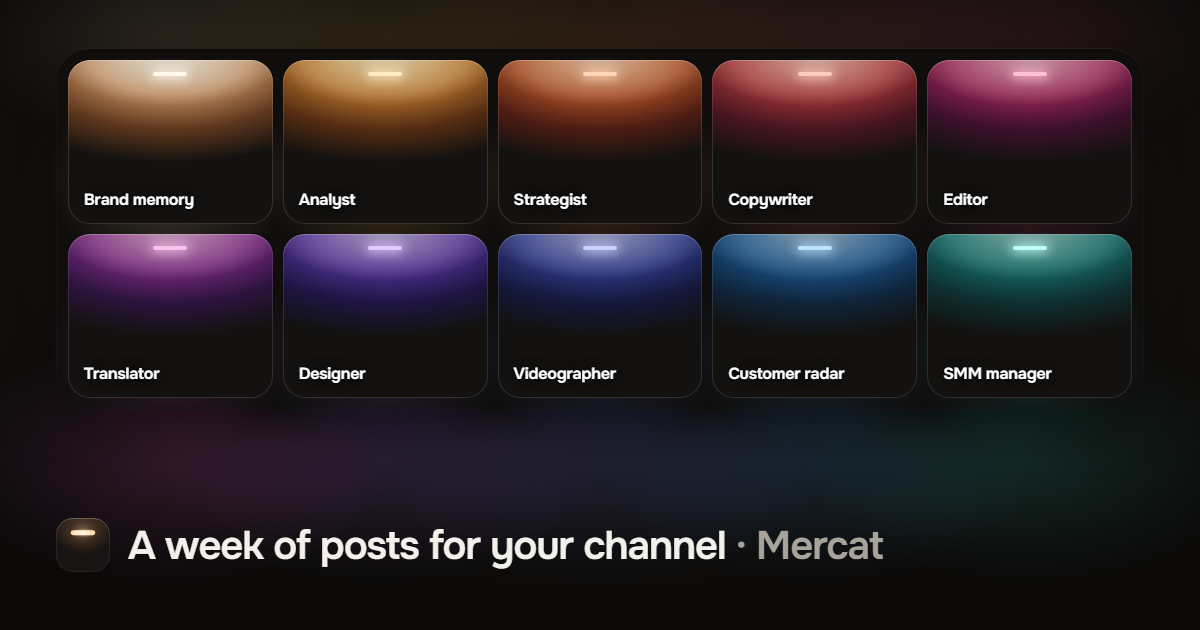 Brand memory
Analyst
Strategist
Copywriter
Editor
Translator
Designer
Videographer
Customer radar
SMM manager
A week of posts for your channel · Mercat